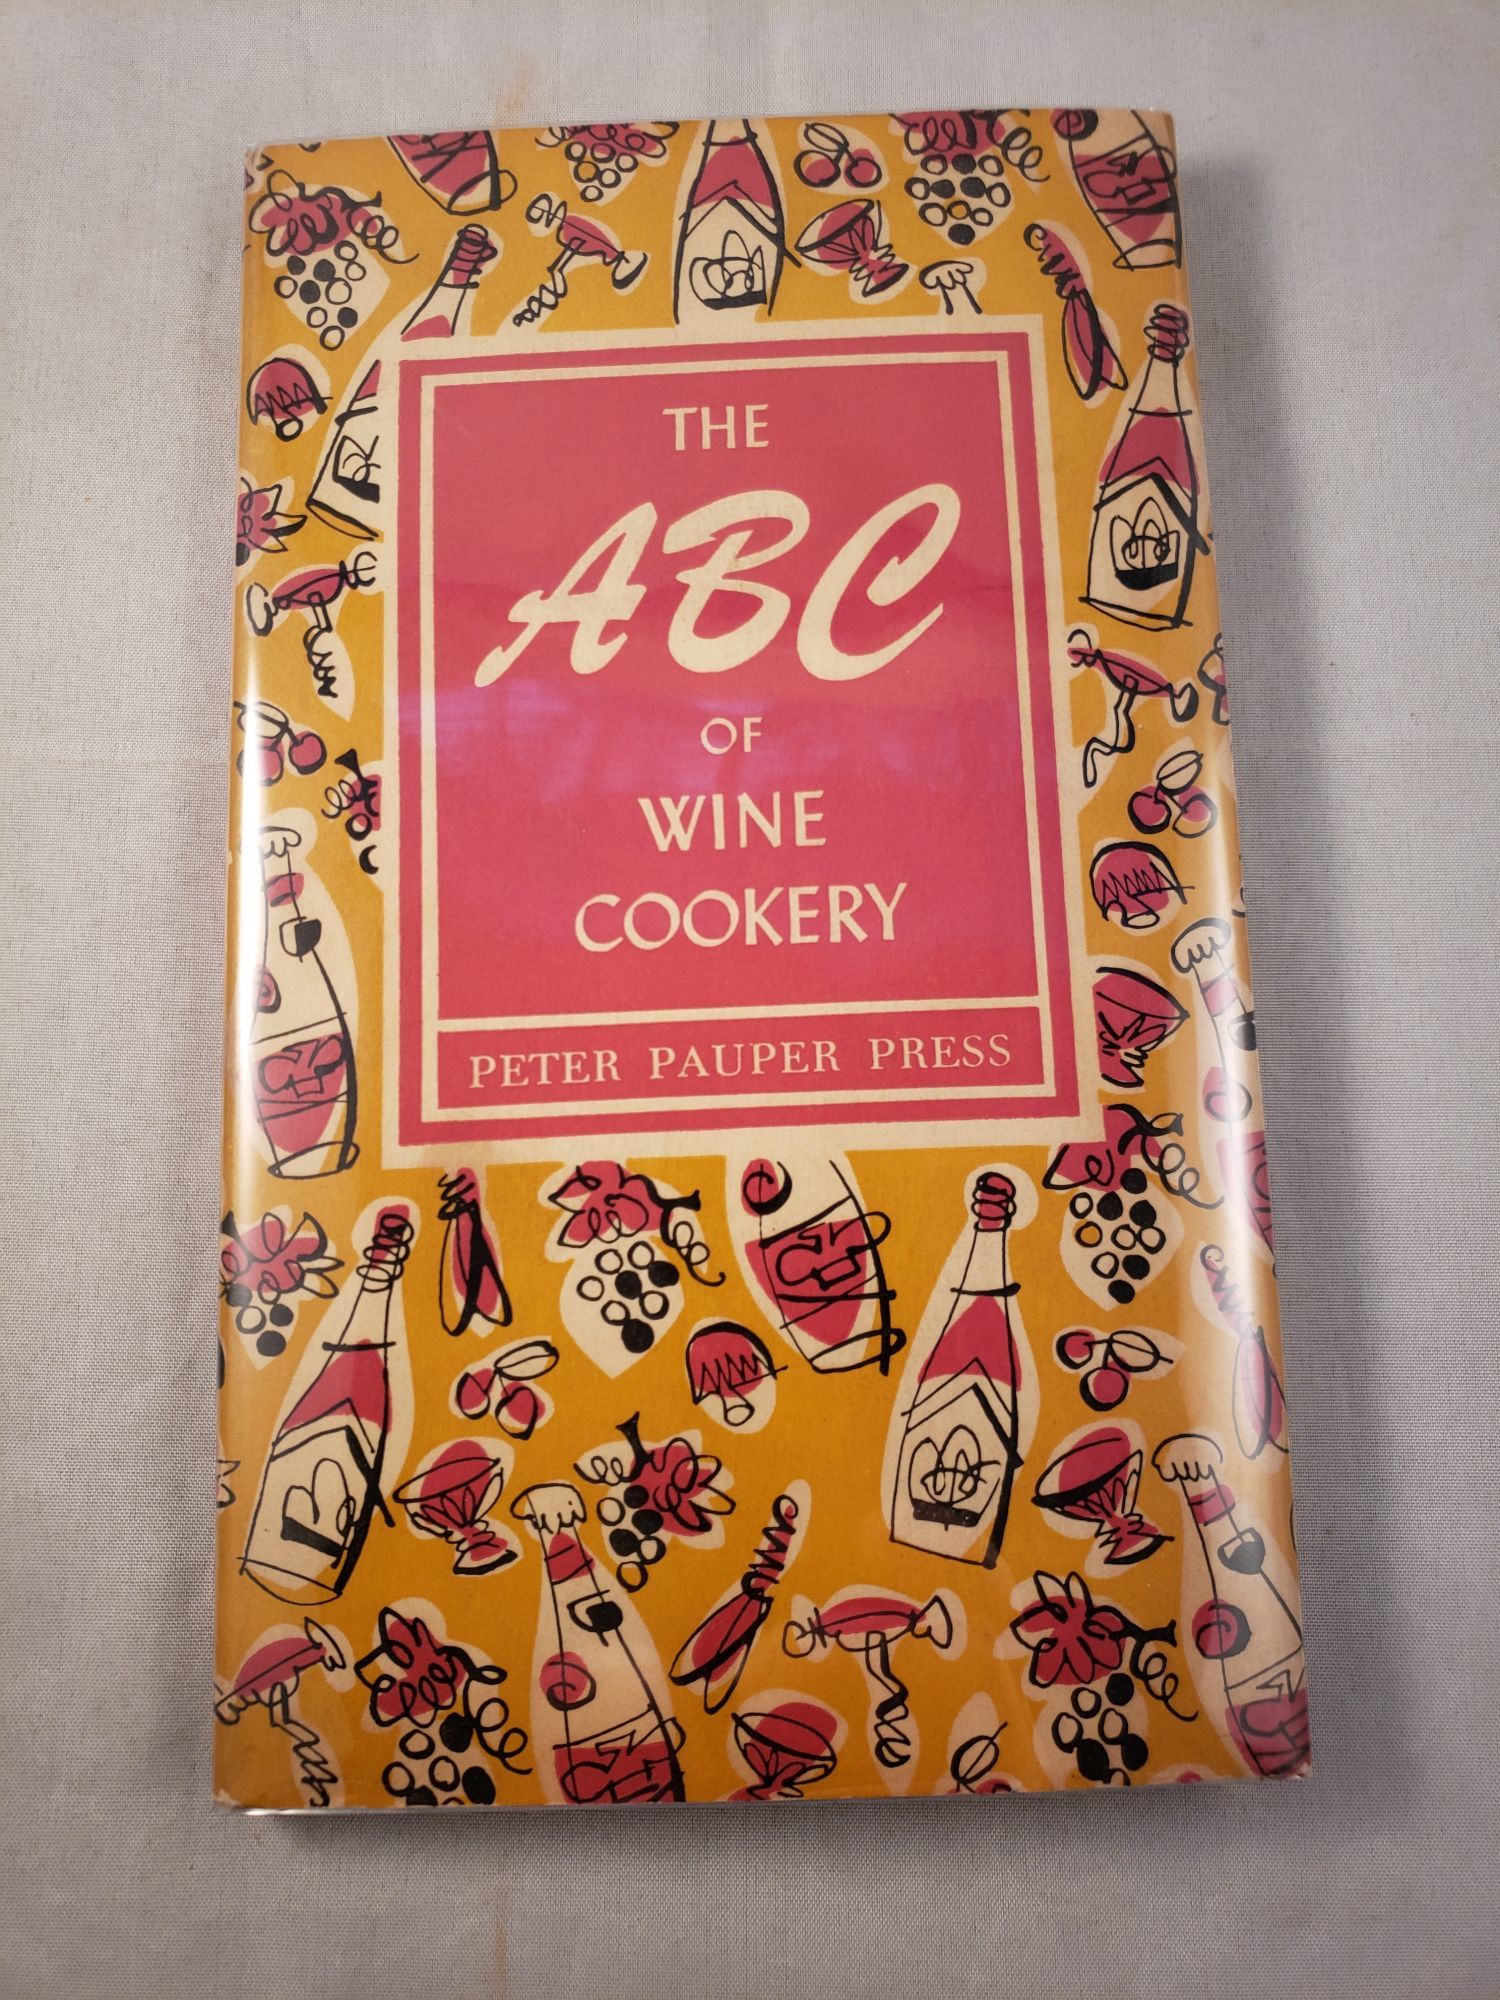 THE
ABC
OF
WINE
COOKERY
PETER PAUPER PRESS